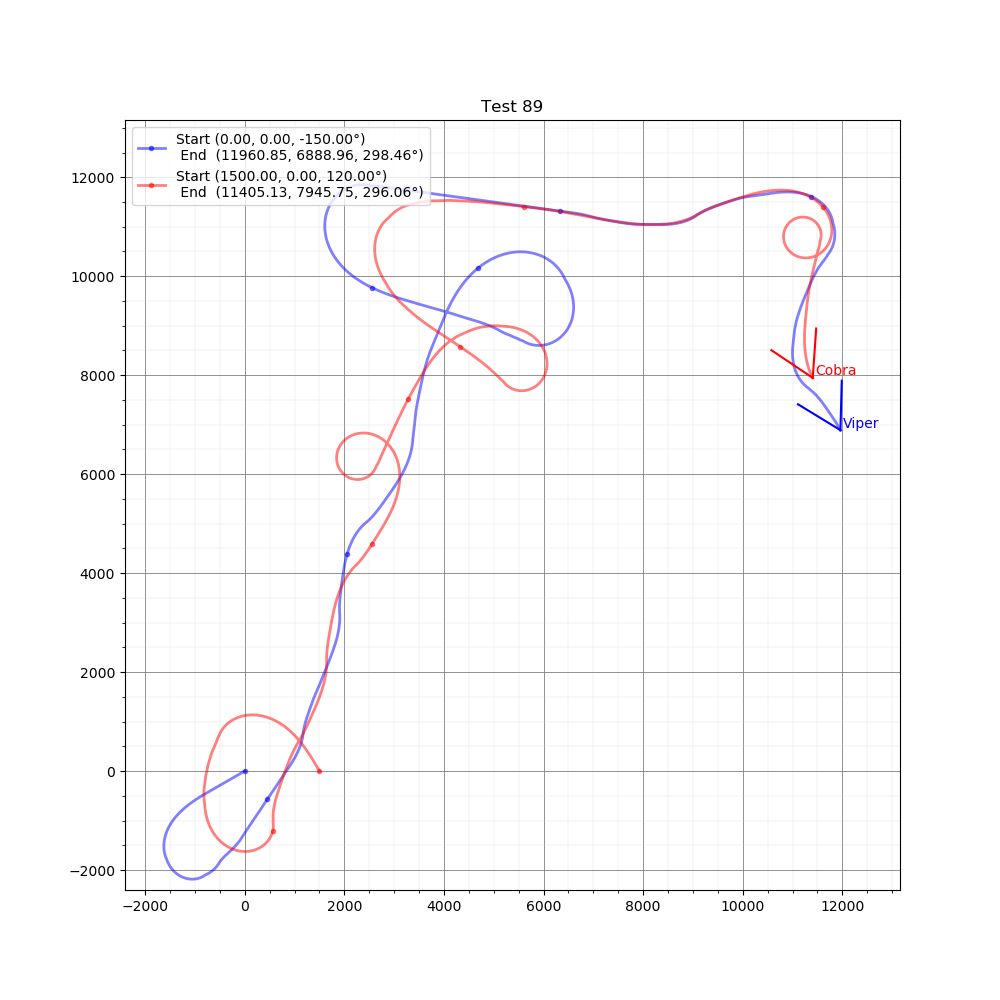 Test 89
Start (0.00, 0.00, -150.00°)
End (11960.85, 6888.96, 298.46°)
Start (1500.00, 0.00, 120.00°)
End (11405.13, 7945.75, 296.06°)
12000
10000
8000
6000
4000
2000
0
−2000
Cobra
Viper
−2000 0 2000 4000 6000 8000 10000 12000